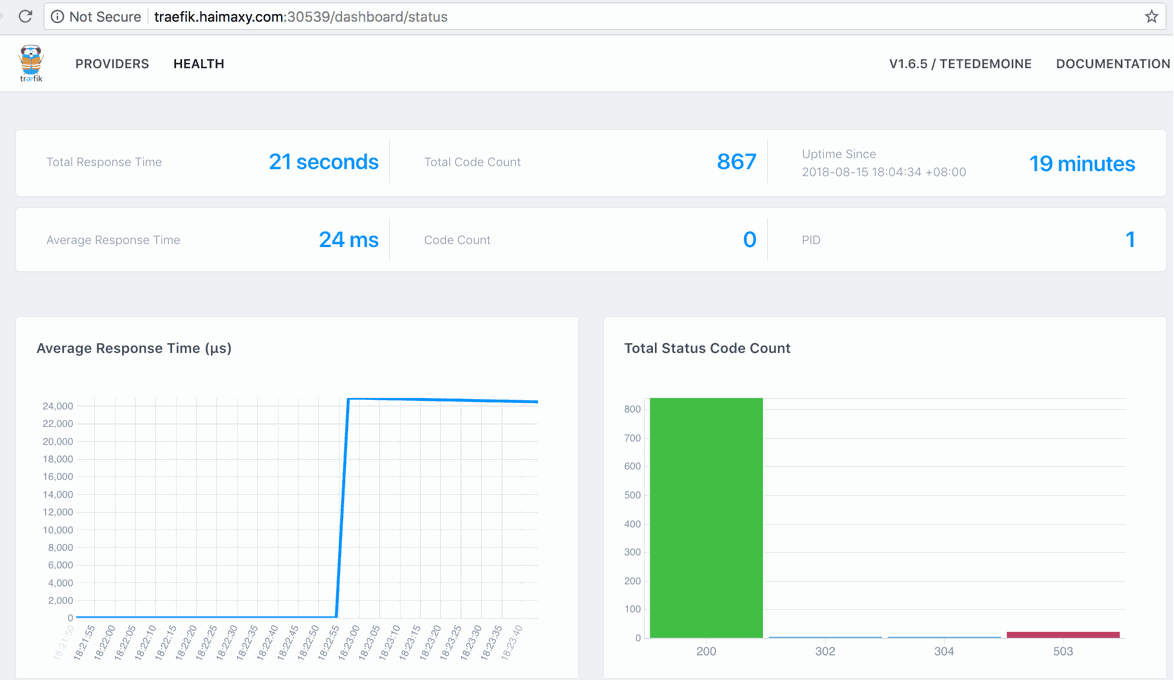 Not Secure traefik.haimaxy.com:30539/dashboard/status
træfik
PROVIDERS HEALTH V1.6.5 / TETEDEMOINE DOCUMENTATION
Total Response Time 21 seconds Total Code Count 867 Uptime Since 2018-08-15 18:04:34 +08:00 19 minutes
Average Response Time 24 ms Code Count 0 PID 1
Average Response Time (µs)
24,000
22,000
20,000
18,000
16,000
14,000
12,000
10,000
8,000
6,000
4,000
2,000
0
18:21:50 18:21:55 18:22:00 18:22:05 18:22:10 18:22:15 18:22:20 18:22:25 18:22:30 18:22:35 18:22:40 18:22:45 18:22:50 18:22:55 18:23:00 18:23:05 18:23:10 18:23:15 18:23:20 18:23:25 18:23:30 18:23:35 18:23:40
Total Status Code Count
800
700
600
500
400
300
200
100
0
200 302 304 503